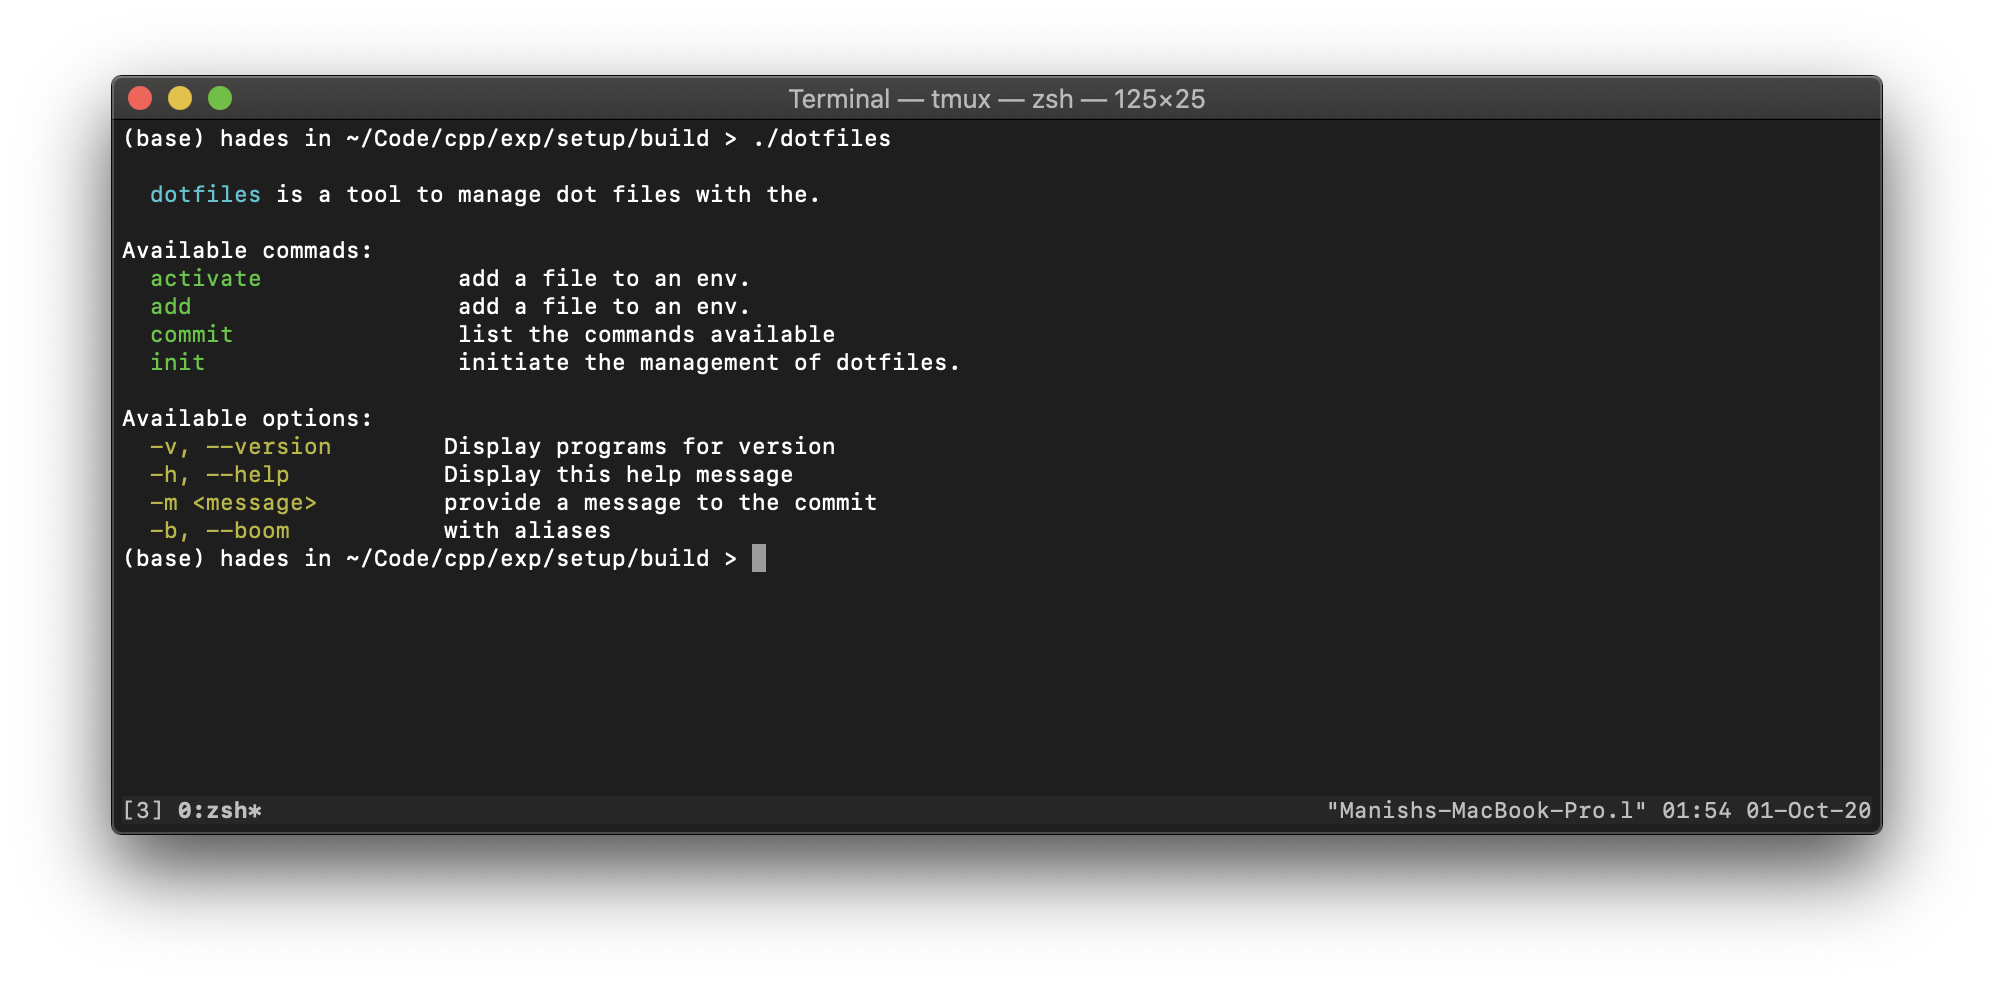 Terminal — tmux — zsh — 125×25
(base) hades in ~/Code/cpp/exp/setup/build > ./dotfiles
dotfiles is a tool to manage dot files with the.
Available commads:
activate add a file to an env.
add add a file to an env.
commit list the commands available
init initiate the management of dotfiles.
Available options:
-v, --version Display programs for version
-h, --help Display this help message
-m <message> provide a message to the commit
-b, --boom with aliases
(base) hades in ~/Code/cpp/exp/setup/build >
[3] 0:zsh* "Manishs-MacBook-Pro.l" 01:54 01-Oct-20